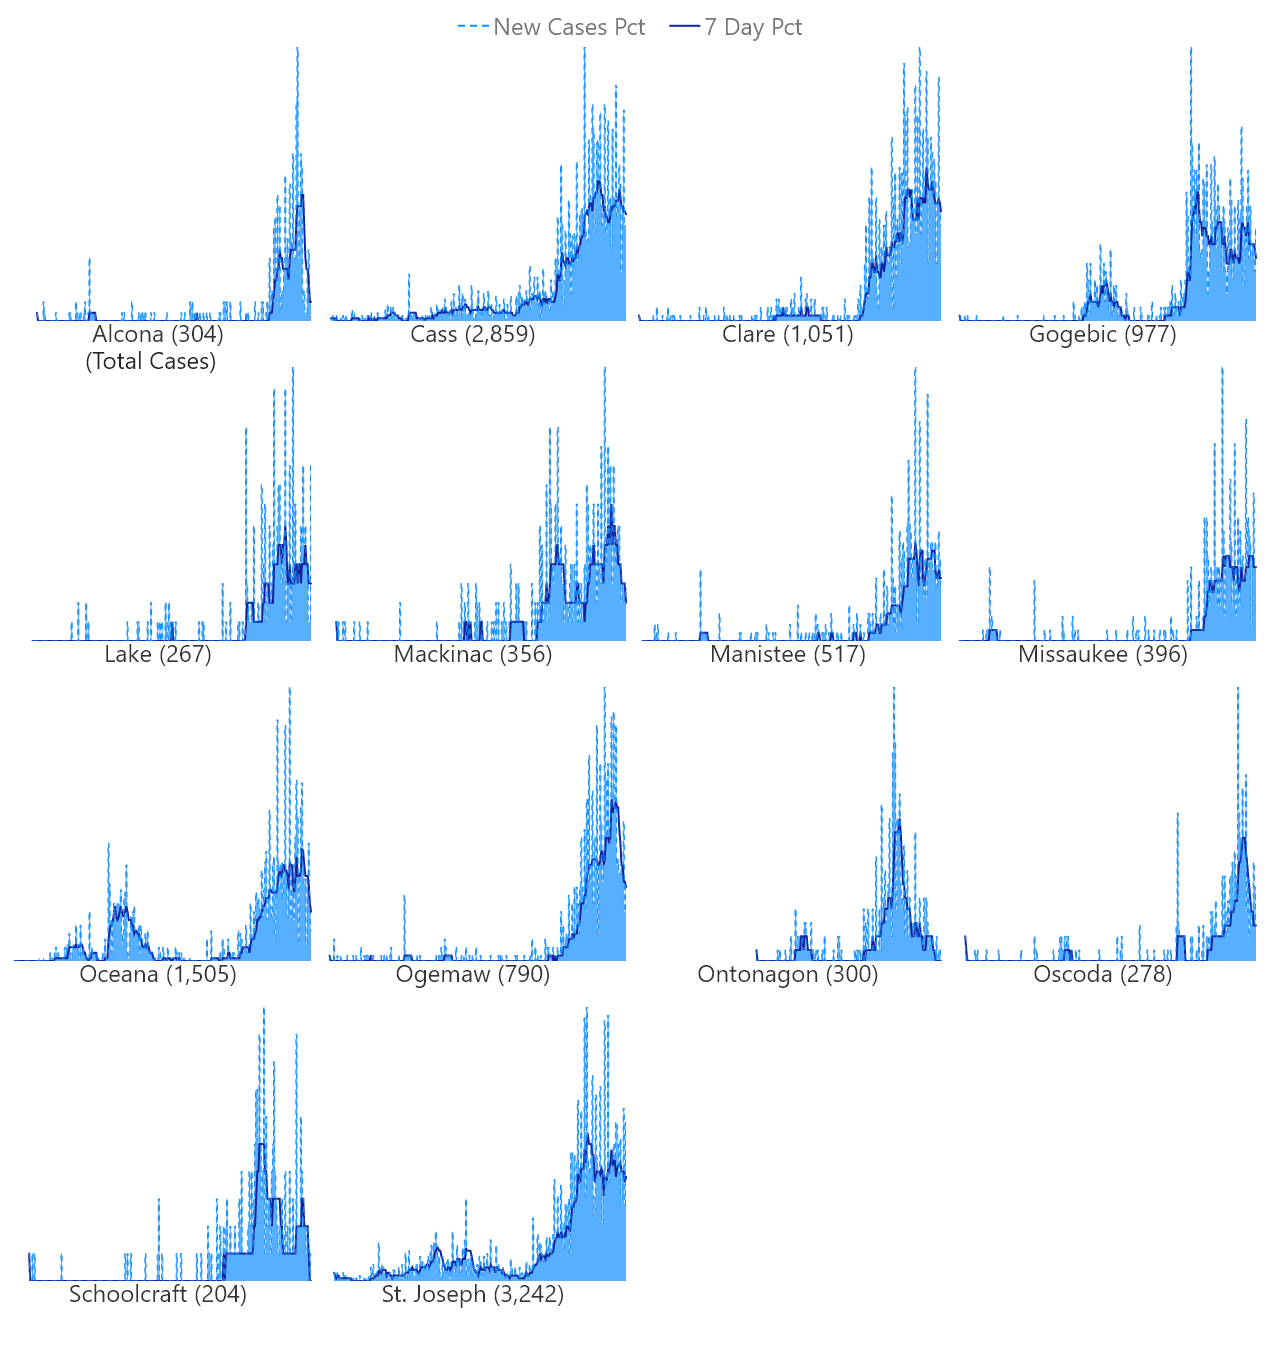 New Cases Pct 7 Day Pct
Alcona (304) Cass (2,859) Clare (1,051) Gogebic (977)
(Total Cases)
Lake (267) Mackinac (356) Manistee (517) Missaukee (396)
Oceana (1,505) Ogemaw (790) Ontonagon (300) Oscoda (278)
Schoolcraft (204) St. Joseph (3,242)